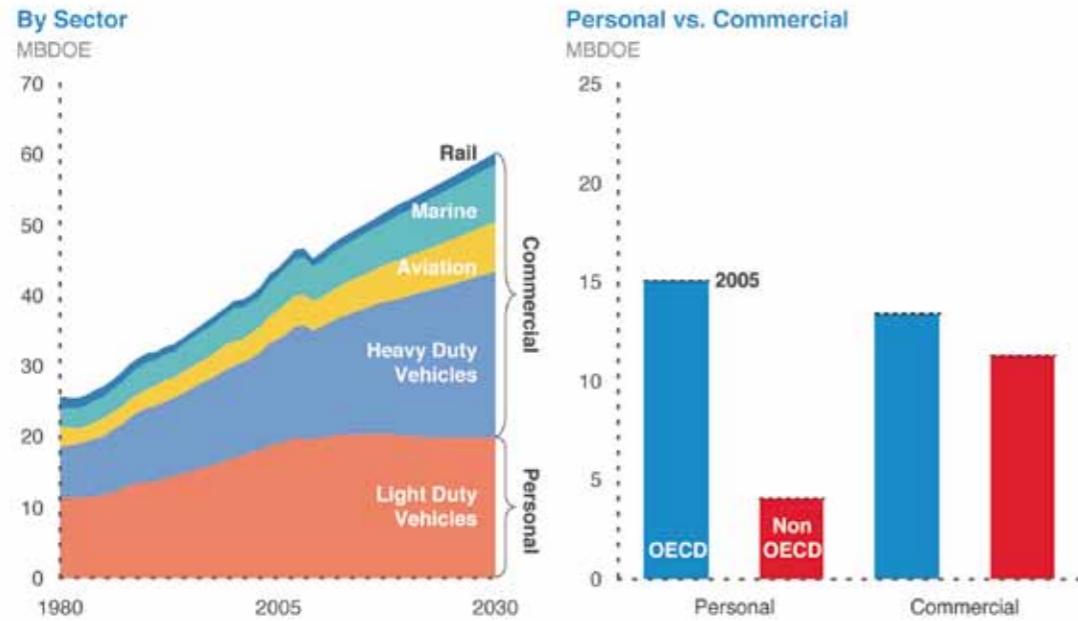 By Sector
MBDOE
70
60
50
40
30
20
10
0
1980
2005
2030
Rail
Marine
Aviation
Heavy Duty
Vehicles
Light Duty
Vehicles
Commercial
Personal
Personal vs. Commercial
MBDOE
25
20
15
10
5
0
2005
OECD
Non
OECD
Personal
Commercial